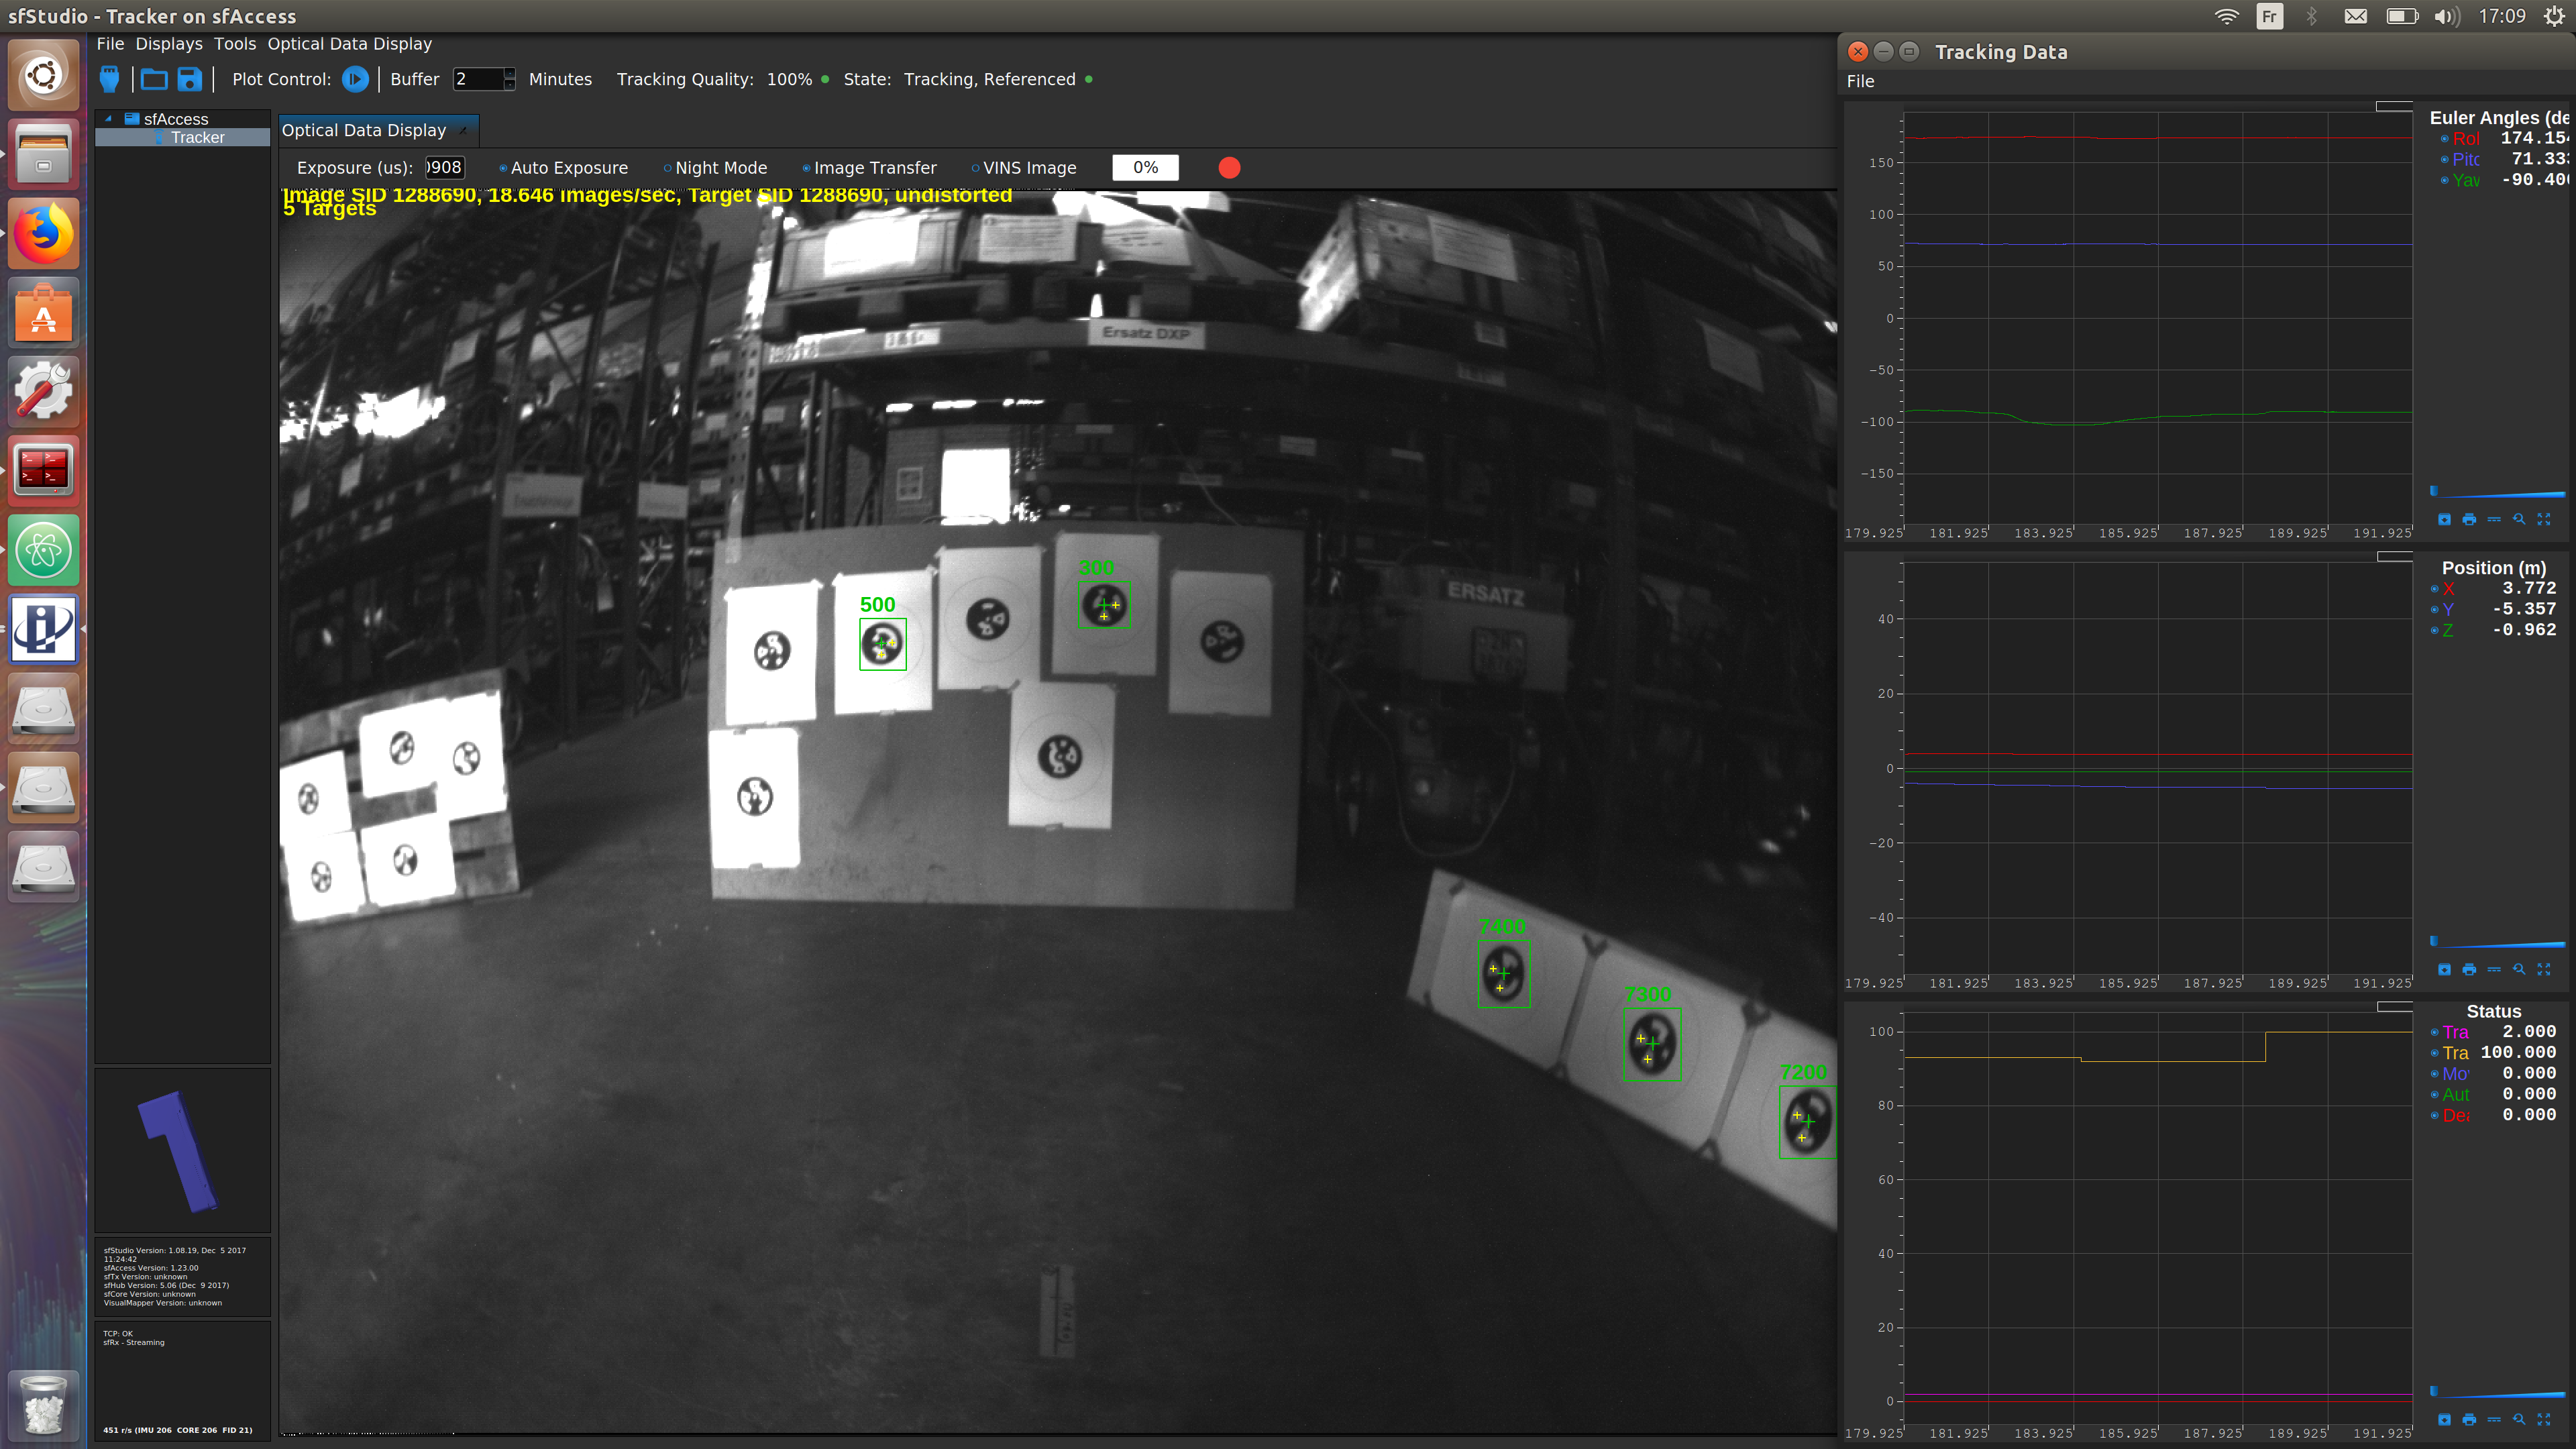 sfStudio - Tracker on sfAccess
Fr
17:09
File Displays Tools Optical Data Display
Plot Control:
Buffer 2 Minutes
Tracking Quality: 100%
State: Tracking, Referenced
sfAccess
Tracker
Optical Data Display
Exposure (us): 0908
Auto Exposure
Night Mode
Image Transfer
VINS Image
0%
Image SID 1288690, 18.646 Images/sec, Target SID 1288690, undistorted
5 Targets
Ersatz DXP
ERSATZ
300
500
7400
7300
7200
sfStudio Version: 1.08.19, Dec 5 2017
11:24:42
sfAccess Version: 1.23.00
sfTx Version: unknown
sfHub Version: 5.06 (Dec 9 2017)
sfCore Version: unknown
VisualMapper Version: unknown
TCP: OK
sfRx - Streaming
451 r/s (IMU 206 CORE 206 FID 21)
Tracking Data
File
Euler Angles (de
Rol 174.154
Pitc 71.333
Yav -90.400
150
100
50
0
-50
-100
-150
179.925 181.925 183.925 185.925 187.925 189.925 191.925
Position (m)
X 3.772
Y -5.357
Z -0.962
40
20
0
-20
-40
179.925 181.925 183.925 185.925 187.925 189.925 191.925
Status
Tra 2.000
Tra 100.000
Mo 0.000
Aut 0.000
Dea 0.000
100
80
60
40
20
0
179.925 181.925 183.925 185.925 187.925 189.925 191.925